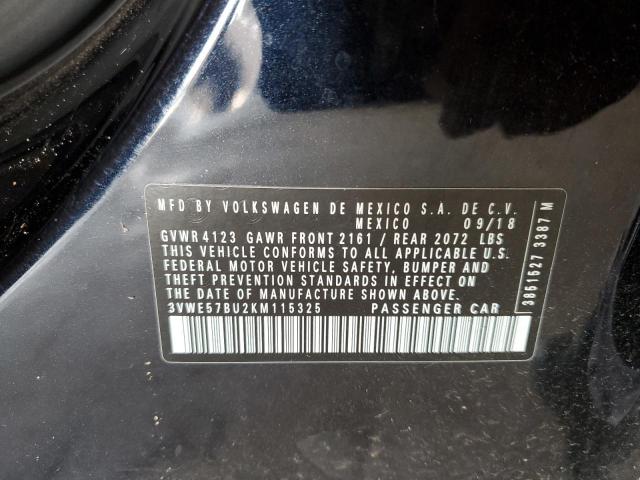 MFD BY VOLKSWAGEN DE MEXICO S.A. DE C.V.
MEXICO 09/18
GVWR 4123 GAWR FRONT 2161 / REAR 2072 LBS
THIS VEHICLE CONFORMS TO ALL APPLICABLE U.S.
FEDERAL MOTOR VEHICLE SAFETY, BUMPER AND
THEFT PREVENTION STANDARDS IN EFFECT ON
THE DATE OF MANUFACTURE SHOWN ABOVE.
3VWE57BU2KM115325 PASSENGER CAR
3851527 3387 M